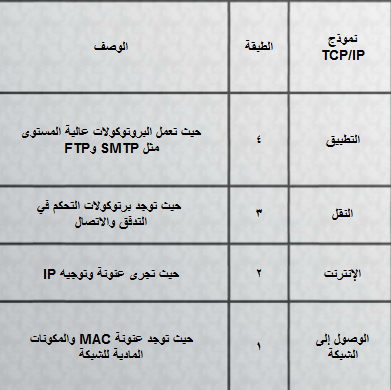 نموذج
TCP/IP
الطبقة
الوصف
التطبيق
٤
حيث تعمل البروتوكولات عالية المستوى
مثل SMTP وFTP
النقل
٣
حيث توجد برتوكولات التحكم في
التدفق والاتصال
الإنترنت
٢
حيث تجرى عنونة وتوجيه IP
الوصول إلى
الشبكة
١
حيث توجد عنونة MAC والمكونات
المادية للشبكة